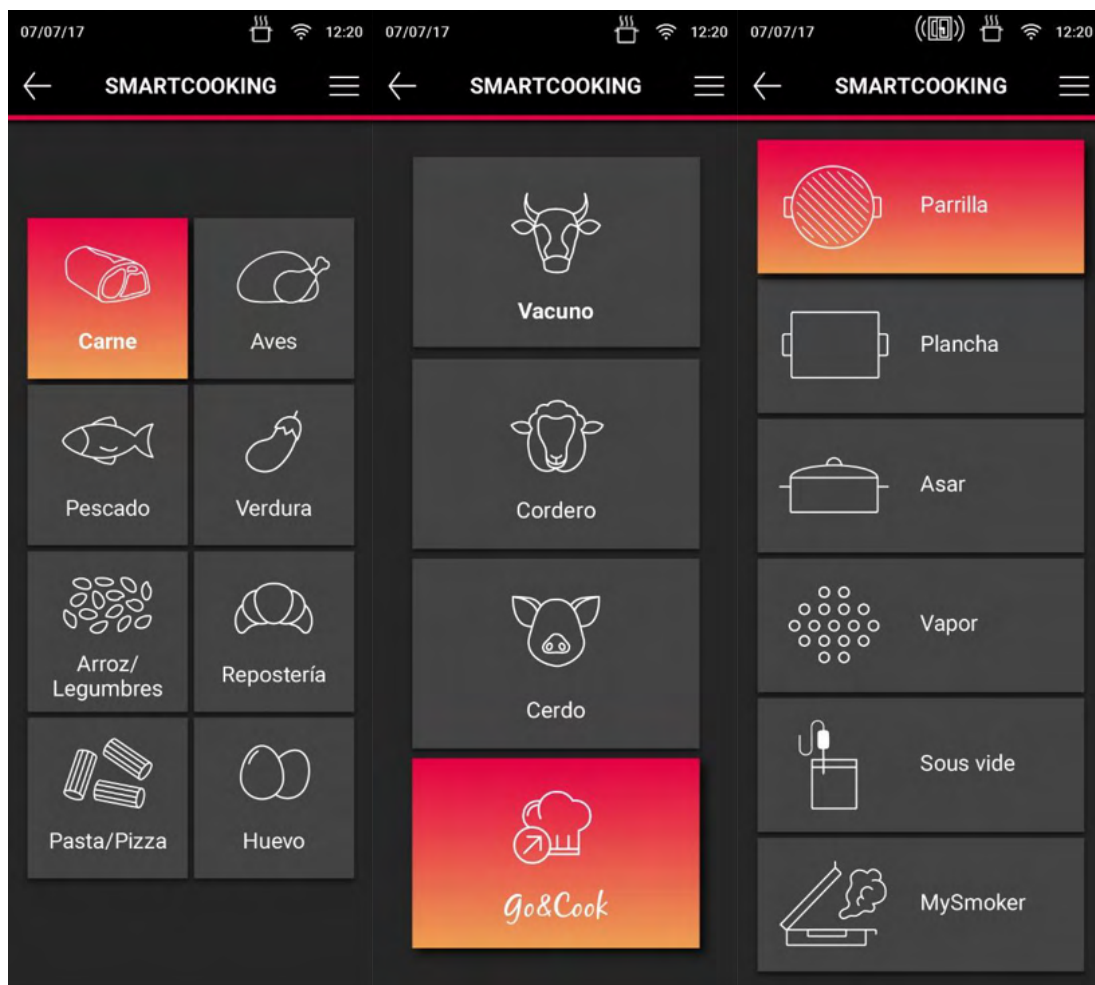 07/07/17 12:20
SMARTCOOKING
Carne
Aves
Pescado
Verdura
Arroz/
Legumbres
Repostería
Pasta/Pizza
Huevo
07/07/17 12:20
SMARTCOOKING
Vacuno
Cordero
Cerdo
Go&Cook
07/07/17 12:20
SMARTCOOKING
Parrilla
Plancha
Asar
Vapor
Sous vide
MySmoker